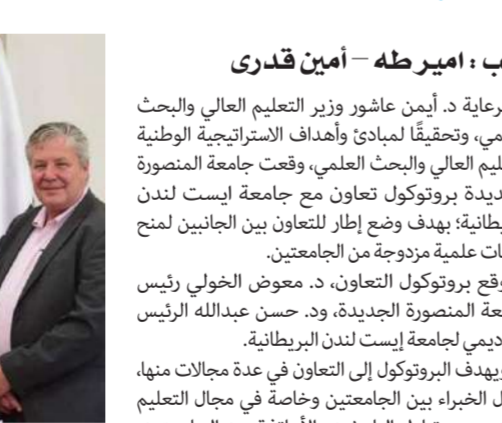 ب : امير طه – أمين قدرى
رعاية د. أيمن عاشور وزير التعليم العالي والبحث
مي، وتحقيقًا لمبادئ وأهداف الاستراتيجية الوطنية
ليم العالي والبحث العلمي، وقعت جامعة المنصورة
ديدة بروتوكول تعاون مع جامعة ايست لندن
يطانية؛ بهدف وضع إطار للتعاون بين الجانبين لمنح
ات علمية مزدوجة من الجامعتين.
وقع بروتوكول التعاون، د. معوض الخولي رئيس
عة المنصورة الجديدة، ود. حسن عبدالله الرئيس
ديمي لجامعة إيست لندن البريطانية.
ويهدف البروتوكول إلى التعاون في عدة مجالات منها،
ل الخبراء بين الجامعتين وخاصة في مجال التعليم